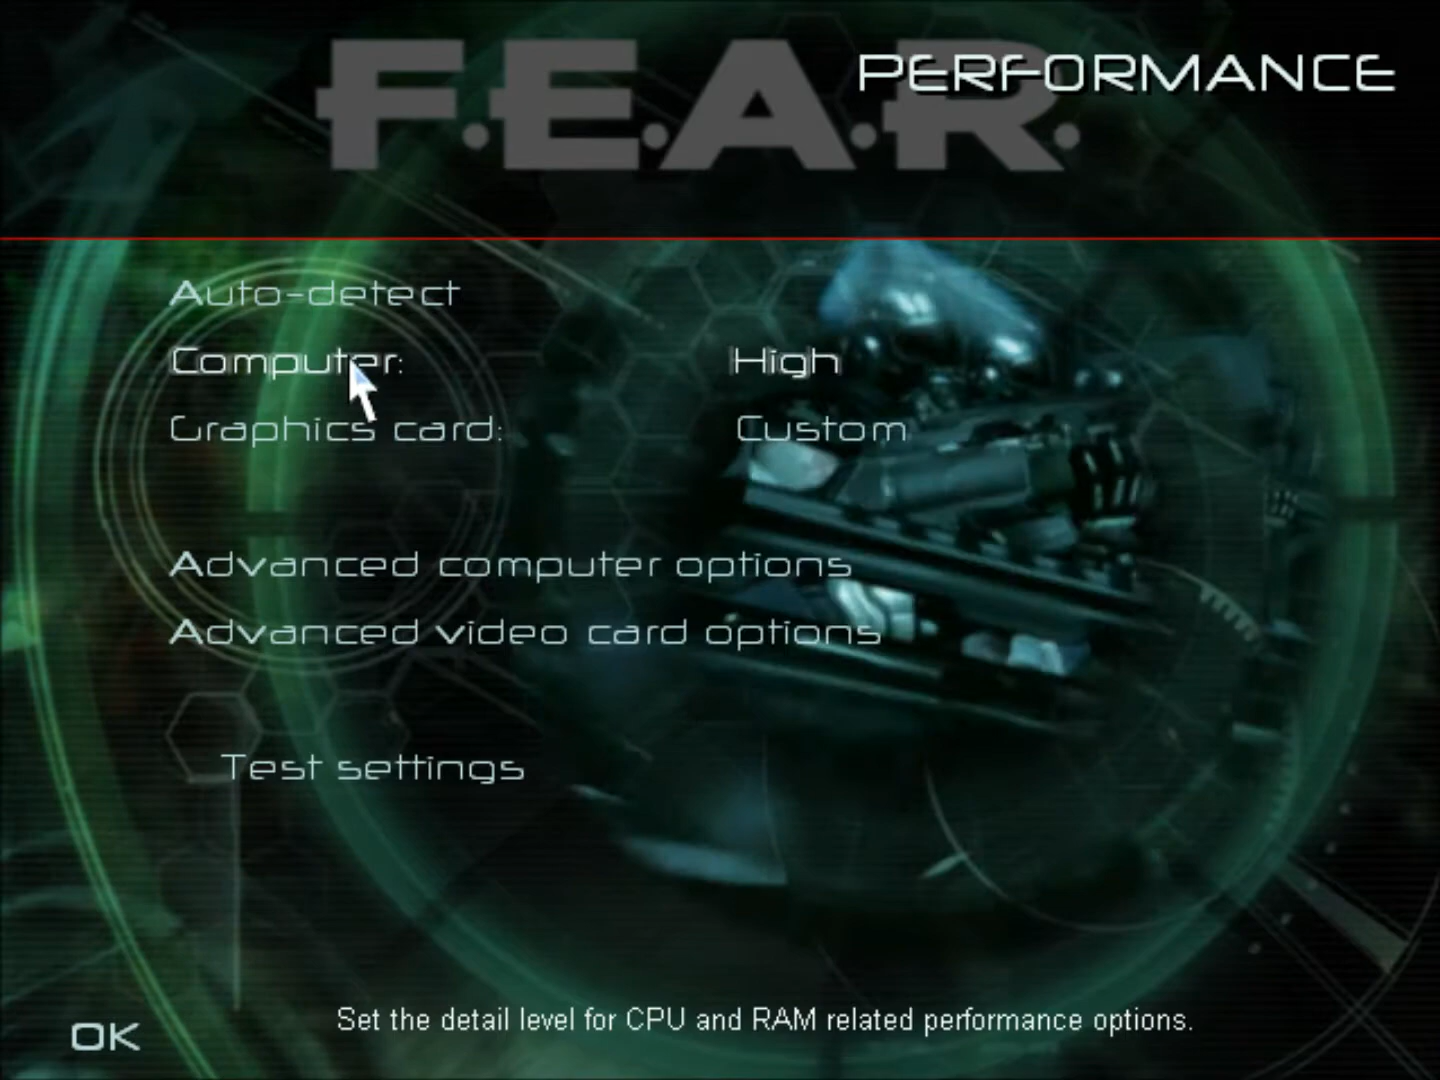 F.E.A.R.
PERFORMANCE
Auto-detect
Computer: High
Graphics card: Custom
Advanced computer options
Advanced video card options
Test settings
Set the detail level for CPU and RAM related performance options.
OK